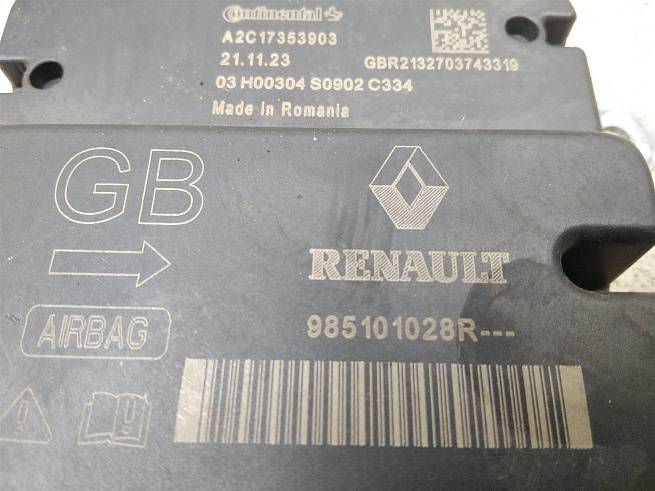 Continental
A2C17353903
21.11.23 GBR2132703743319
03 H00304 S0902 C334
Made in Romania
GB
RENAULT
AIRBAG
985101028R---